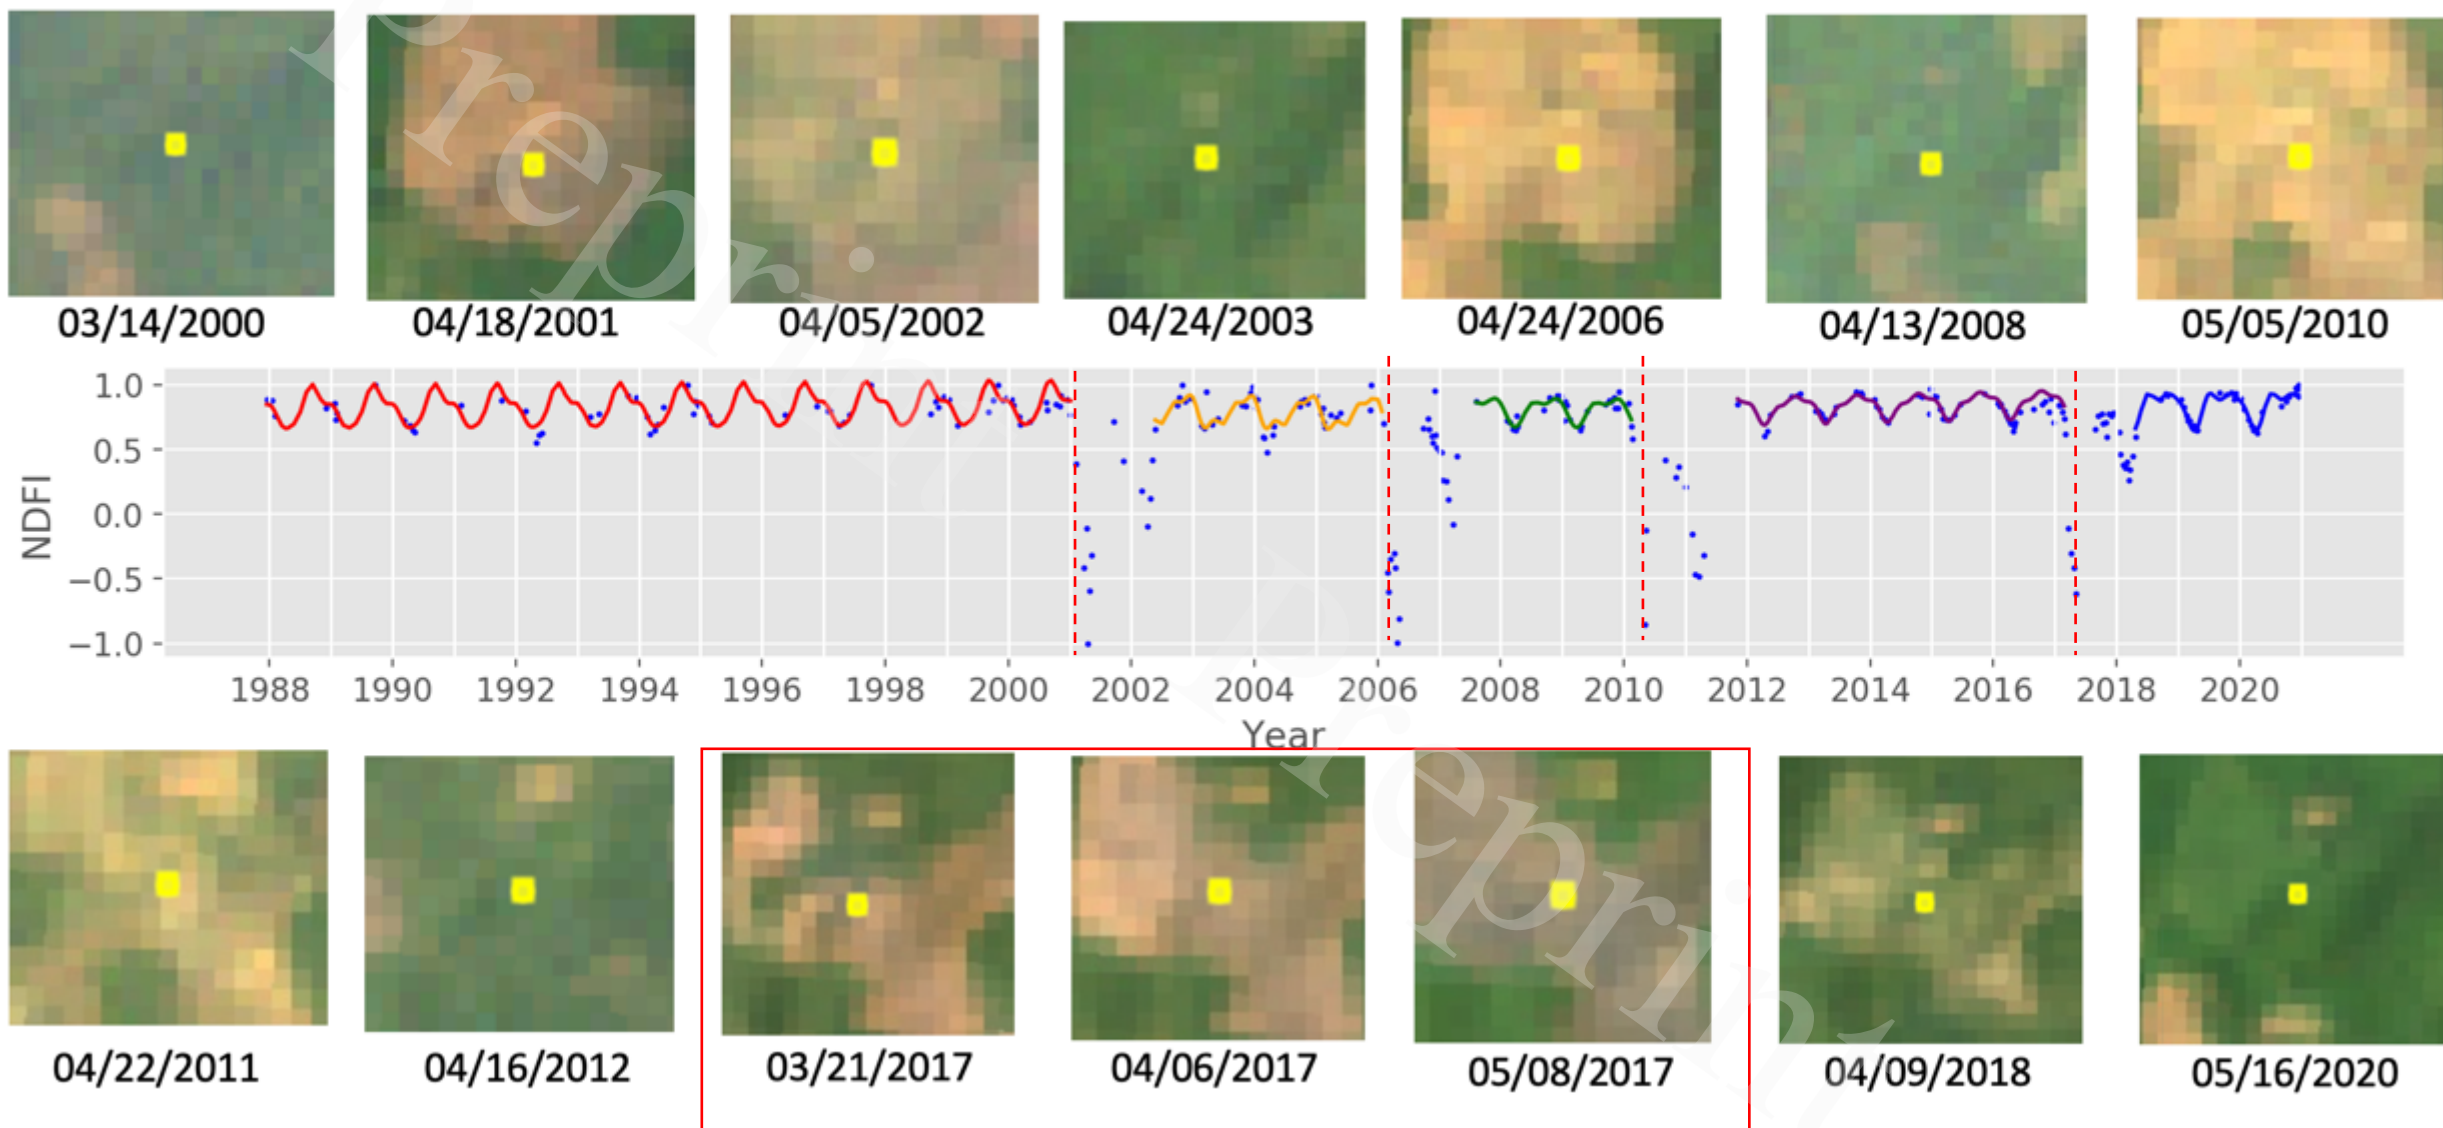 03/14/2000 04/18/2001 04/05/2002 04/24/2003 04/24/2006 04/13/2008 05/05/2010
1.0
0.5
0.0
−0.5
−1.0
NDFI
1988 1990 1992 1994 1996 1998 2000 2002 2004 2006 2008 2010 2012 2014 2016 2018 2020
Year
04/22/2011 04/16/2012 03/21/2017 04/06/2017 05/08/2017 04/09/2018 05/16/2020
Preprint
Preprint